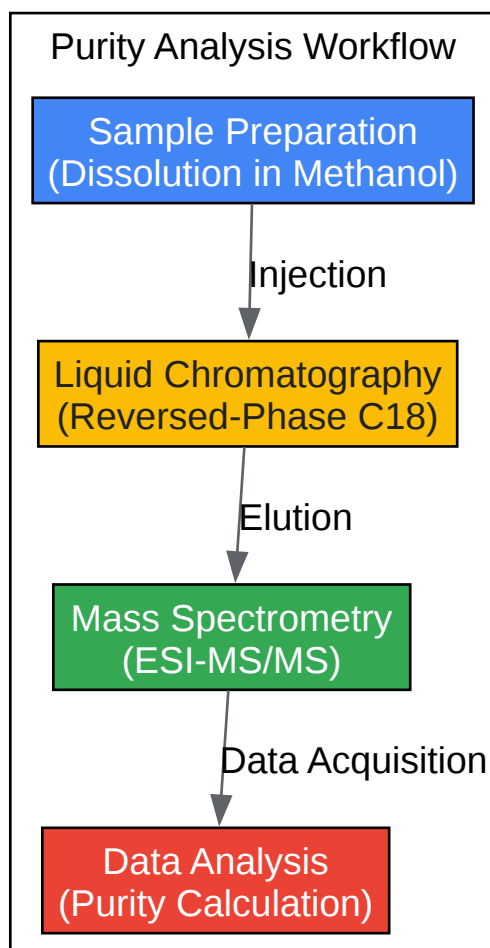 Purity Analysis Workflow
Sample Preparation
(Dissolution in Methanol)
Injection
Liquid Chromatography
(Reversed-Phase C18)
Elution
Mass Spectrometry
(ESI-MS/MS)
Data Acquisition
Data Analysis
(Purity Calculation)